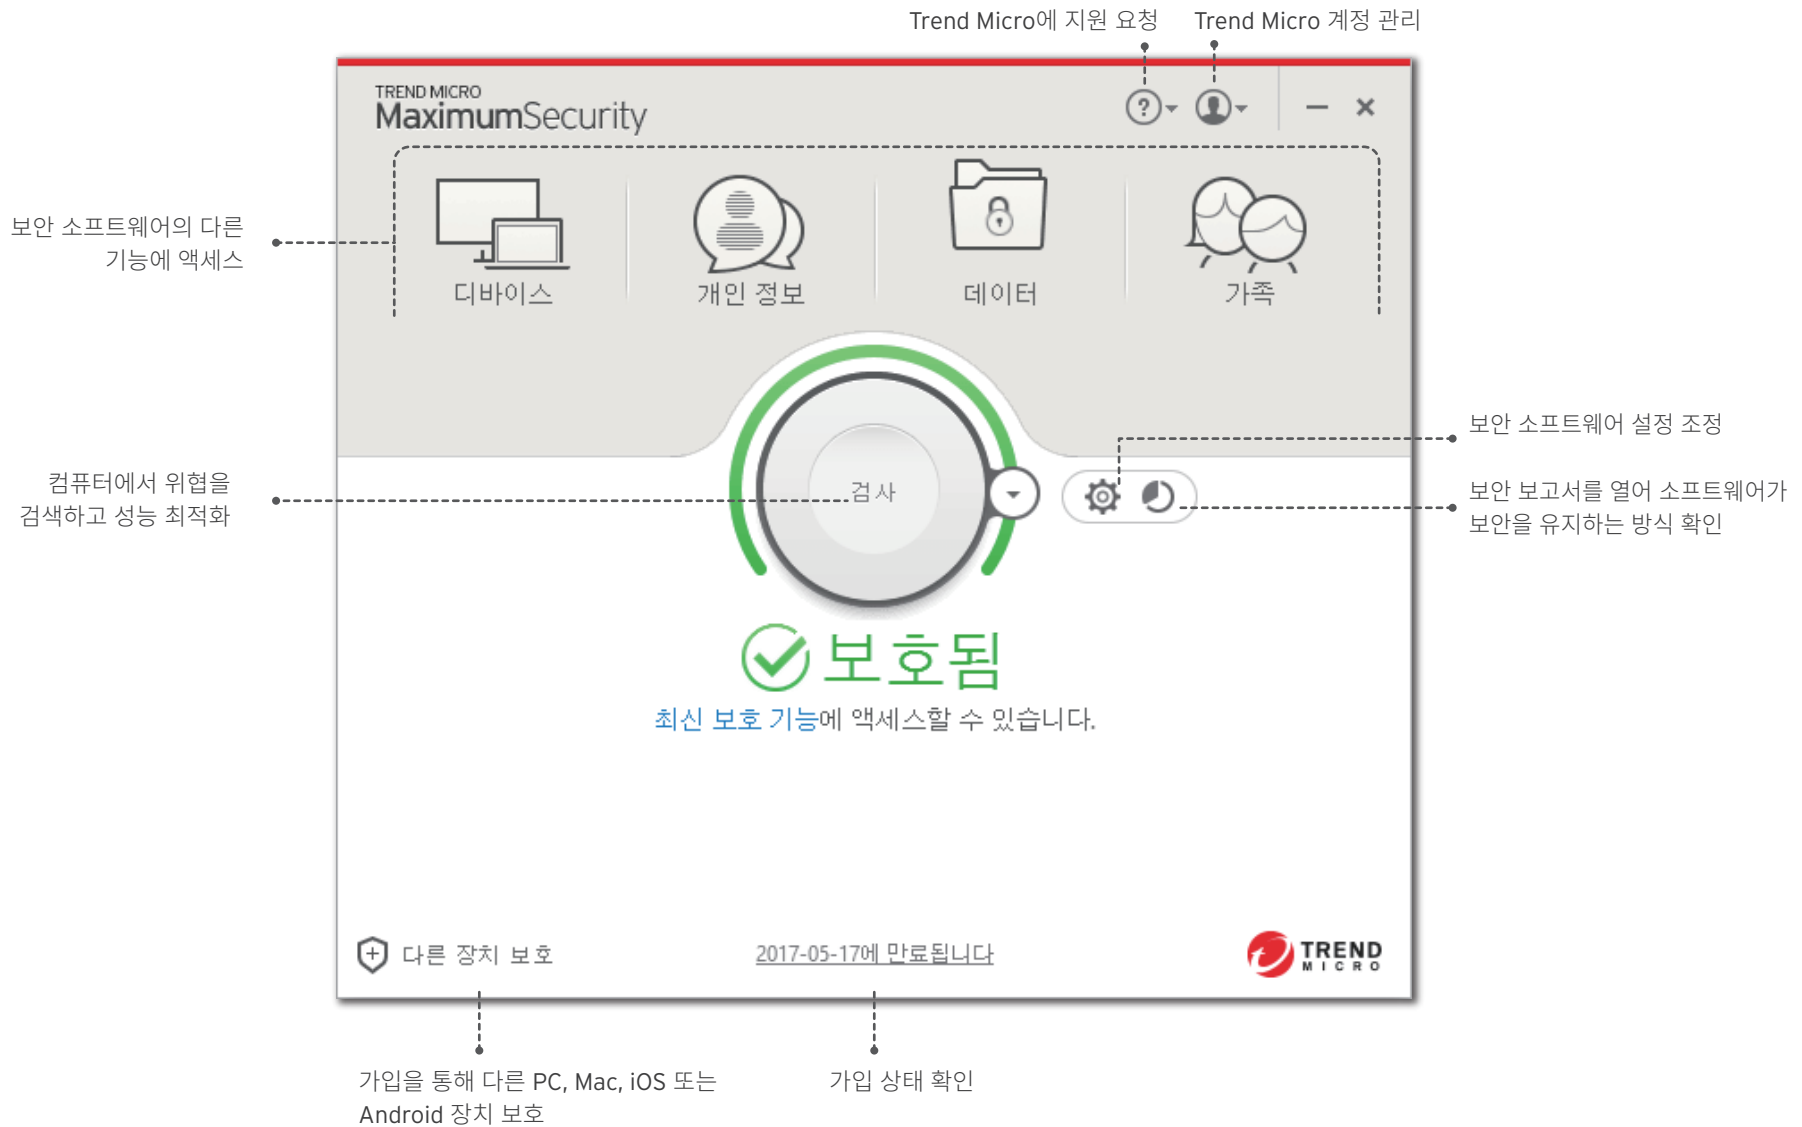 Trend Micro에 지원 요청
Trend Micro 계정 관리
TREND MICRO
MaximumSecurity
?
보안 소프트웨어의 다른
기능에 액세스
디바이스
개인 정보
데이터
가족
보안 소프트웨어 설정 조정
컴퓨터에서 위협을
검색하고 성능 최적화
검사
보안 보고서를 열어 소프트웨어가
보안을 유지하는 방식 확인
보호됨
최신 보호 기능에 액세스할 수 있습니다.
다른 장치 보호
2017-05-17에 만료됩니다
TREND
MICRO
가입을 통해 다른 PC, Mac, iOS 또는
Android 장치 보호
가입 상태 확인